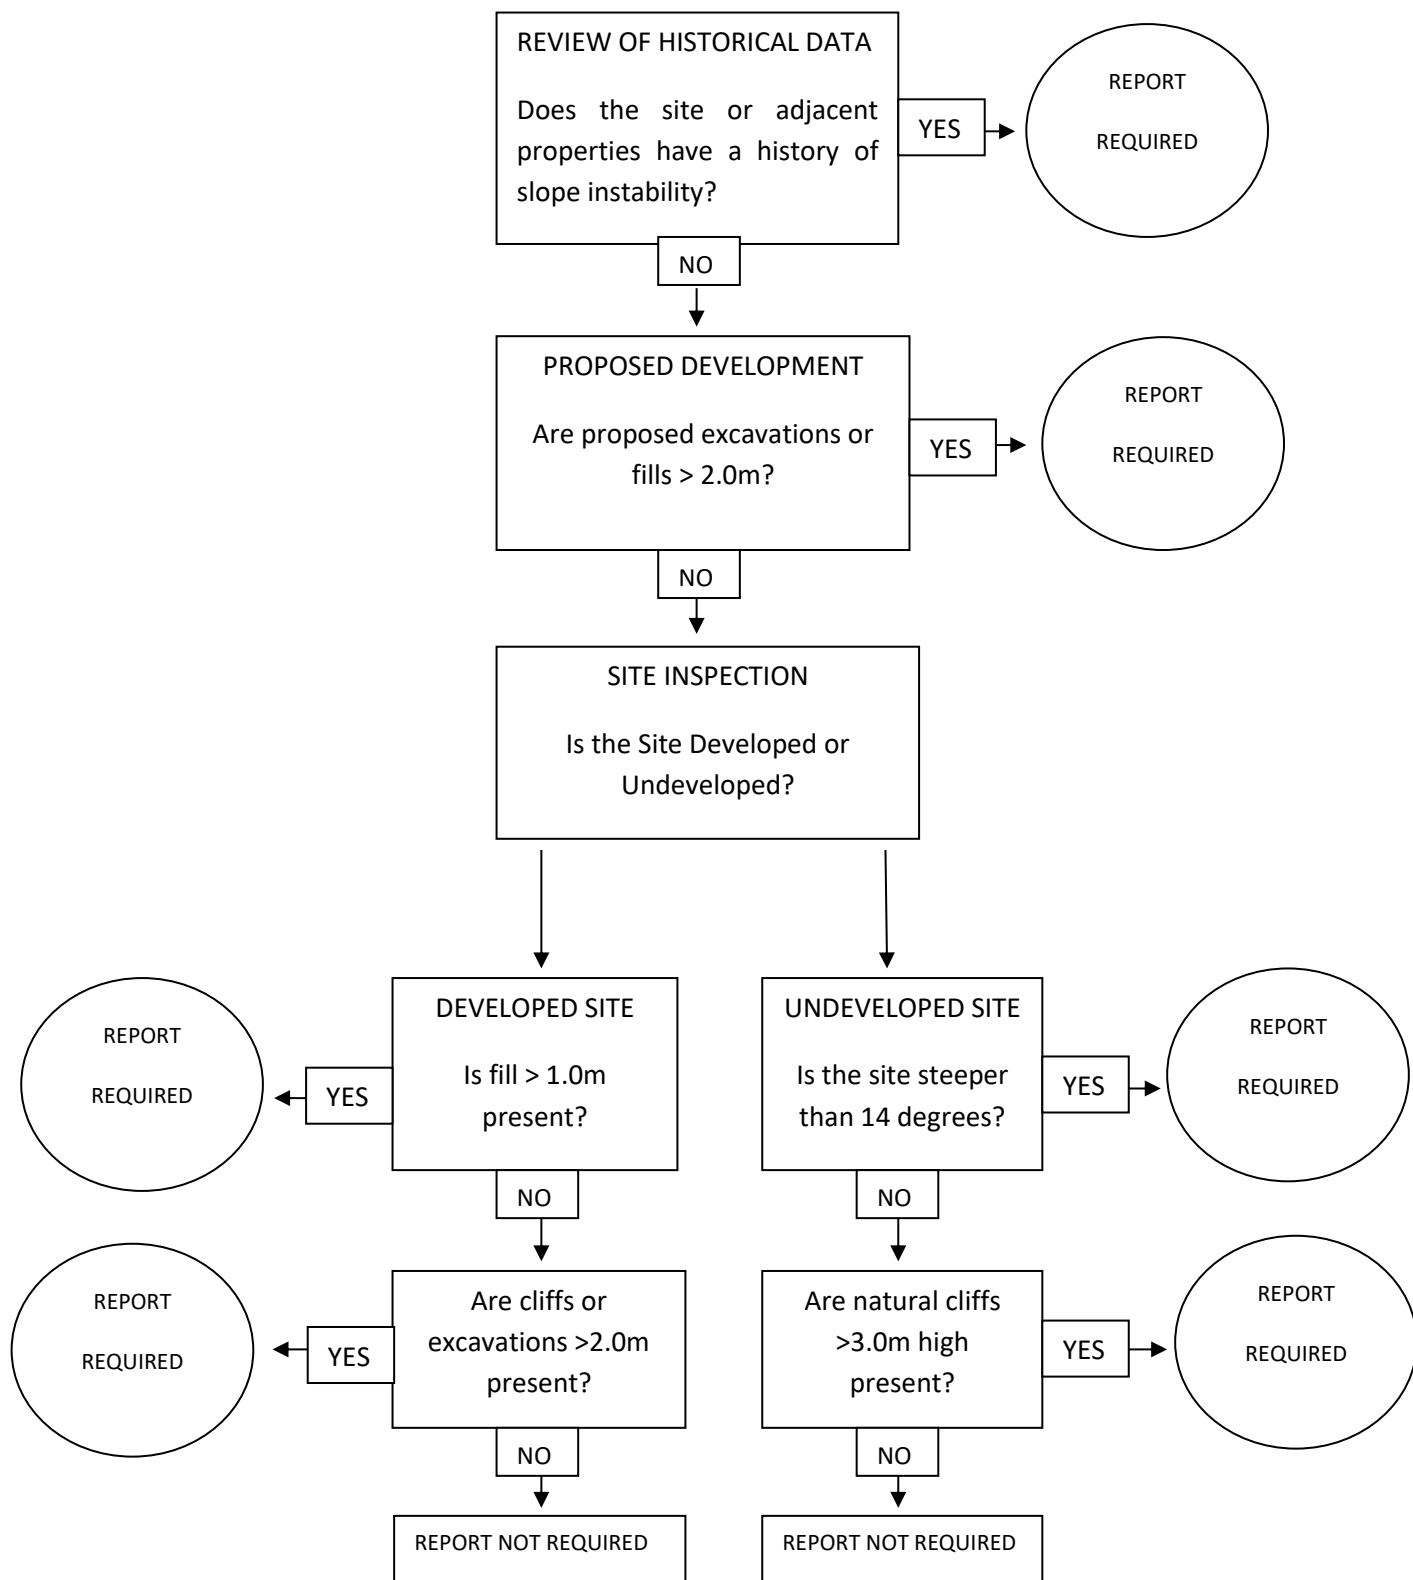 REVIEW OF HISTORICAL DATA
Does the site or adjacent
properties have a history of
slope instability?
YES
REPORT
REQUIRED
NO
PROPOSED DEVELOPMENT
Are proposed excavations or
fills > 2.0m?
YES
REPORT
REQUIRED
NO
SITE INSPECTION
Is the Site Developed or
Undeveloped?
DEVELOPED SITE
Is fill > 1.0m
present?
YES
REPORT
REQUIRED
NO
Are cliffs or
excavations >2.0m
present?
YES
REPORT
REQUIRED
NO
REPORT NOT REQUIRED
UNDEVELOPED SITE
Is the site steeper
than 14 degrees?
YES
REPORT
REQUIRED
NO
Are natural cliffs
>3.0m high
present?
YES
REPORT
REQUIRED
NO
REPORT NOT REQUIRED